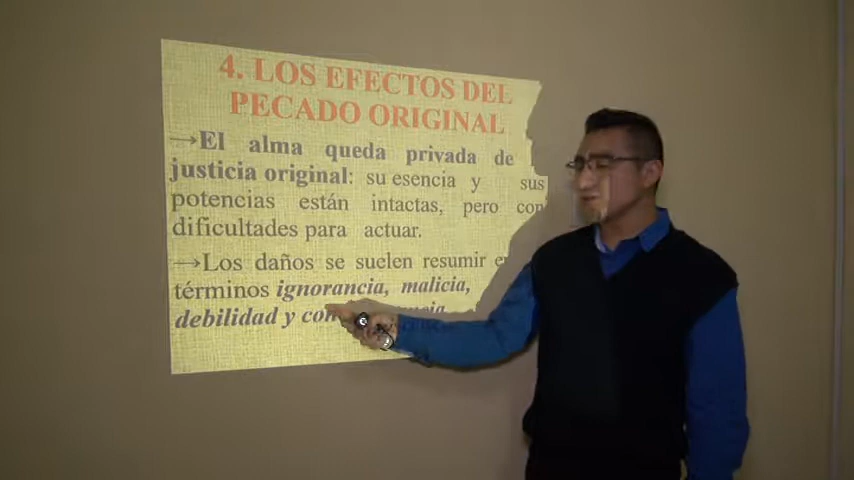 4. LOS EFECTOS DEL
PECADO ORIGINAL
→El alma queda privada de
justicia original: su esencia y sus
potencias están intactas, pero con
dificultades para actuar.
→Los daños se suelen resumir
términos ignorancia, malicia,
debilidad y